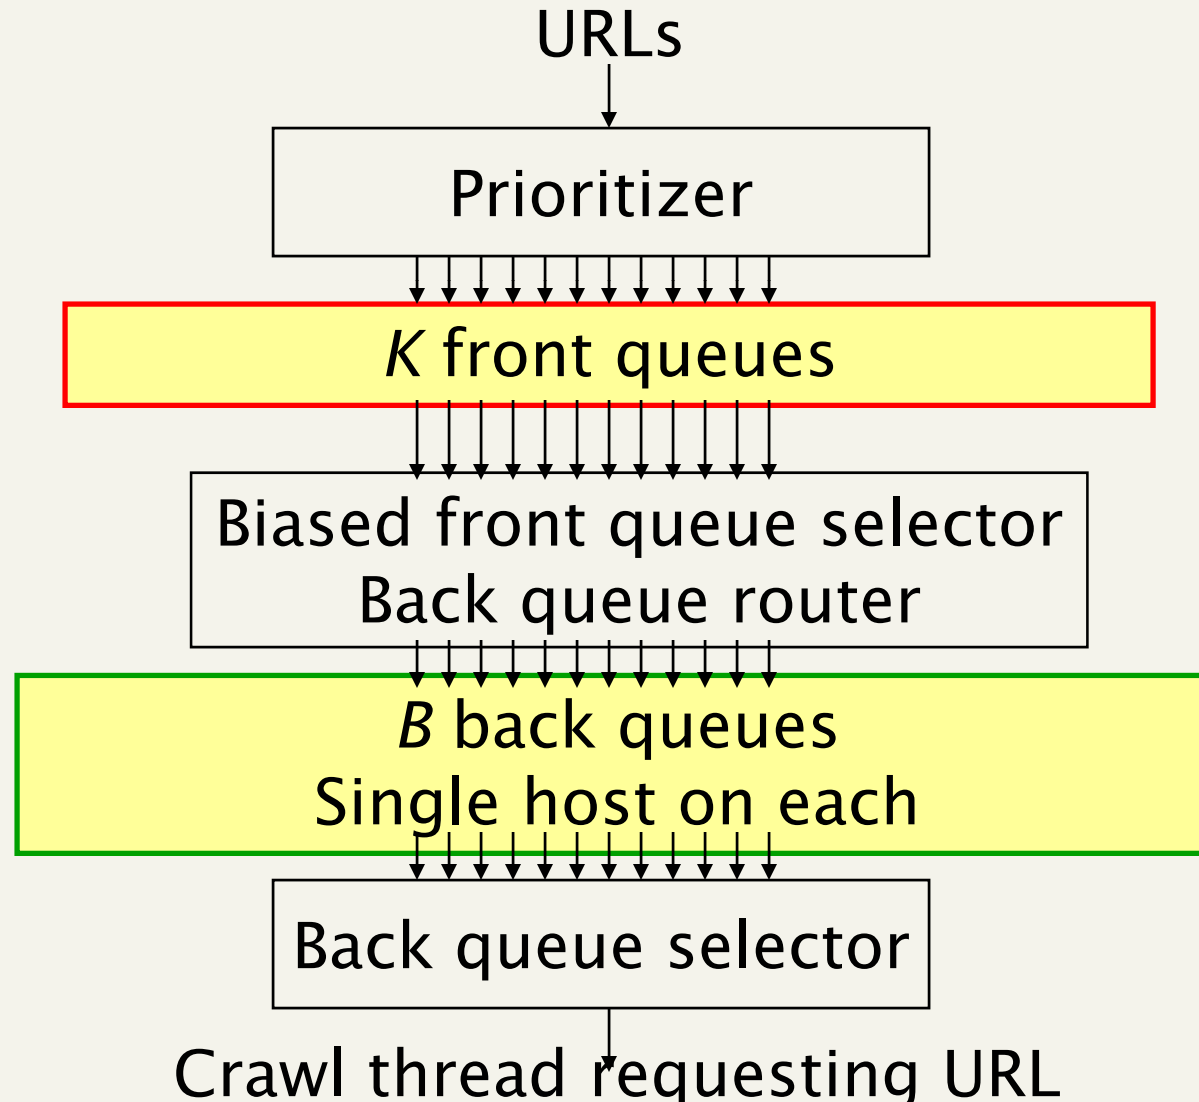 URLs
Prioritizer
K front queues
Biased front queue selector
Back queue router
B back queues
Single host on each
Back queue selector
Crawl thread requesting URL